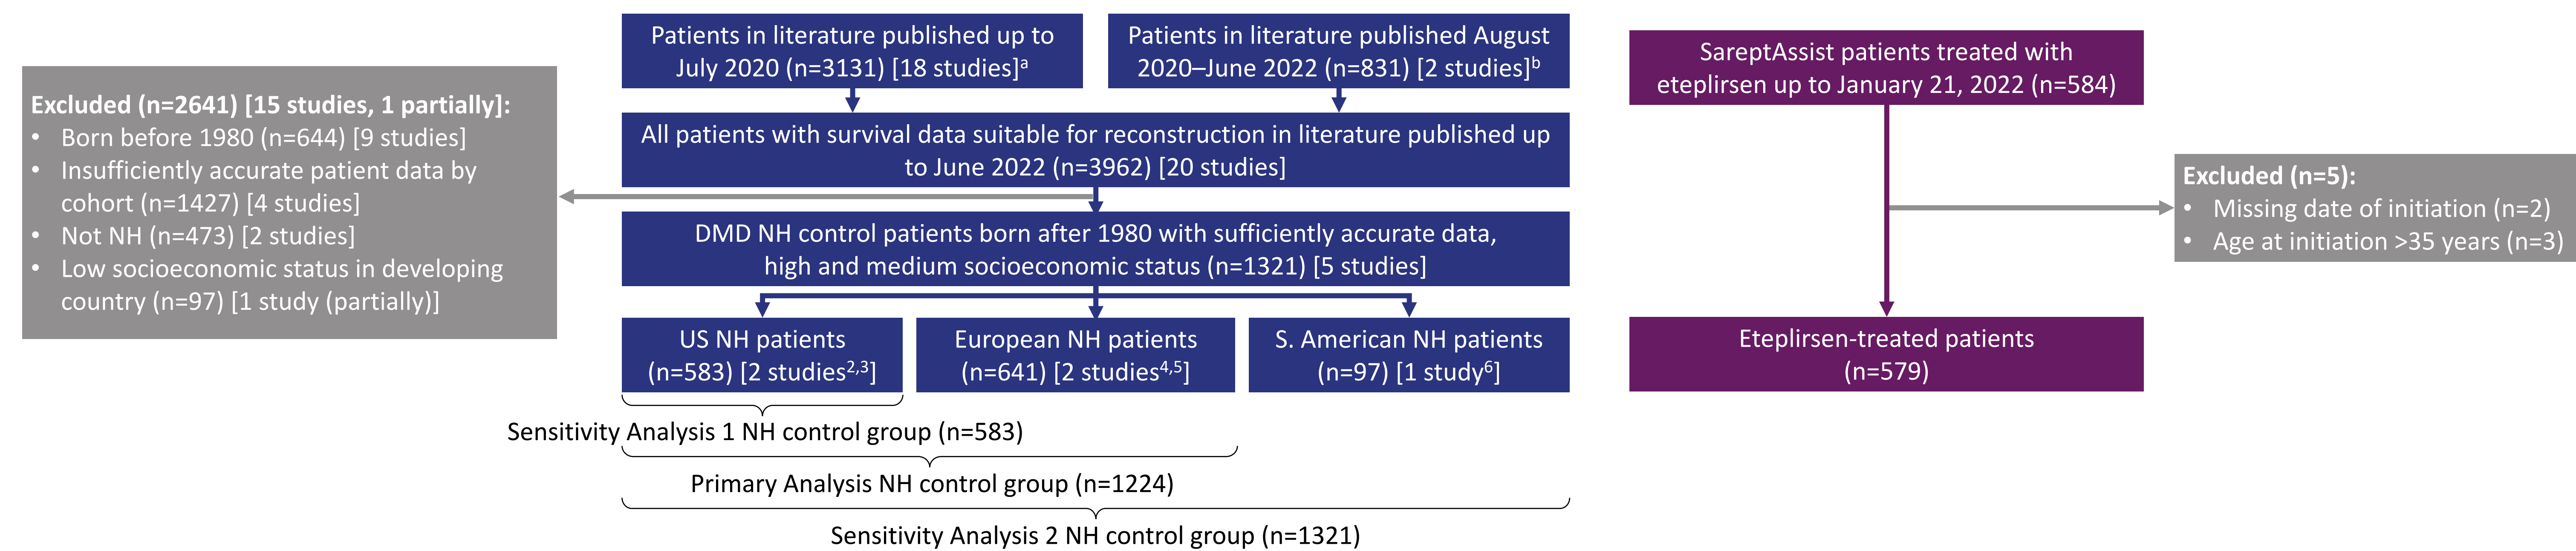 Patients in literature published up to
July 2020 (n=3131) [18 studies]ᵃ
Patients in literature published August
2020–June 2022 (n=831) [2 studies]ᵇ
All patients with survival data suitable for reconstruction in literature published up
to June 2022 (n=3962) [20 studies]
Excluded (n=2641) [15 studies, 1 partially]:
• Born before 1980 (n=644) [9 studies]
• Insufficiently accurate patient data by
cohort (n=1427) [4 studies]
• Not NH (n=473) [2 studies]
• Low socioeconomic status in developing
country (n=97) [1 study (partially)]
DMD NH control patients born after 1980 with sufficiently accurate data,
high and medium socioeconomic status (n=1321) [5 studies]
US NH patients
(n=583) [2 studies²,³]
European NH patients
(n=641) [2 studies⁴,⁵]
S. American NH patients
(n=97) [1 study⁶]
Sensitivity Analysis 1 NH control group (n=583)
Primary Analysis NH control group (n=1224)
Sensitivity Analysis 2 NH control group (n=1321)
SareptAssist patients treated with
eteplirsen up to January 21, 2022 (n=584)
Excluded (n=5):
• Missing date of initiation (n=2)
• Age at initiation >35 years (n=3)
Eteplirsen-treated patients
(n=579)